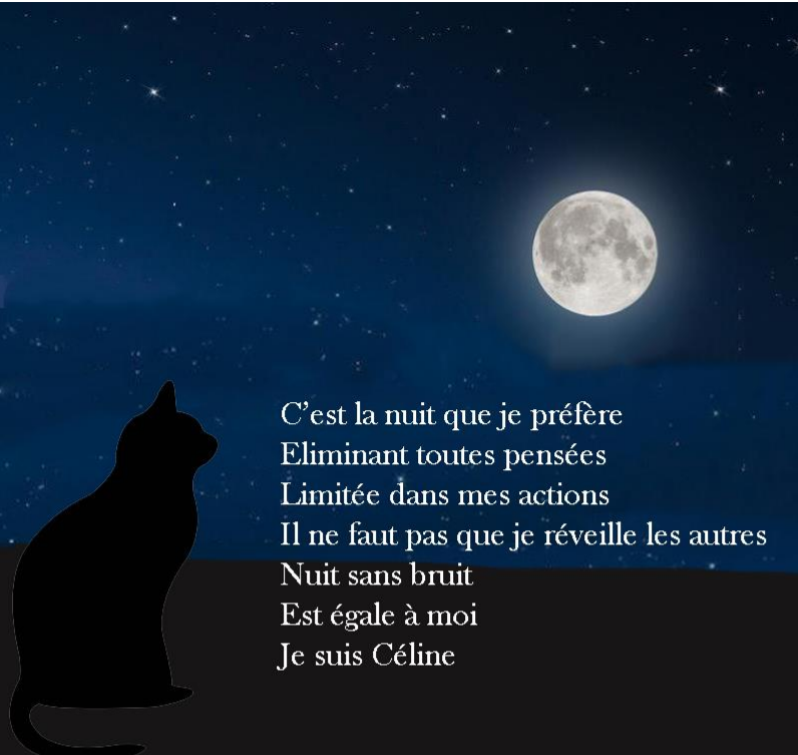 C’est la nuit que je préfère
Eliminant toutes pensées
Limitée dans mes actions
Il ne faut pas que je réveille les autres
Nuit sans bruit
Est égale à moi
Je suis Céline